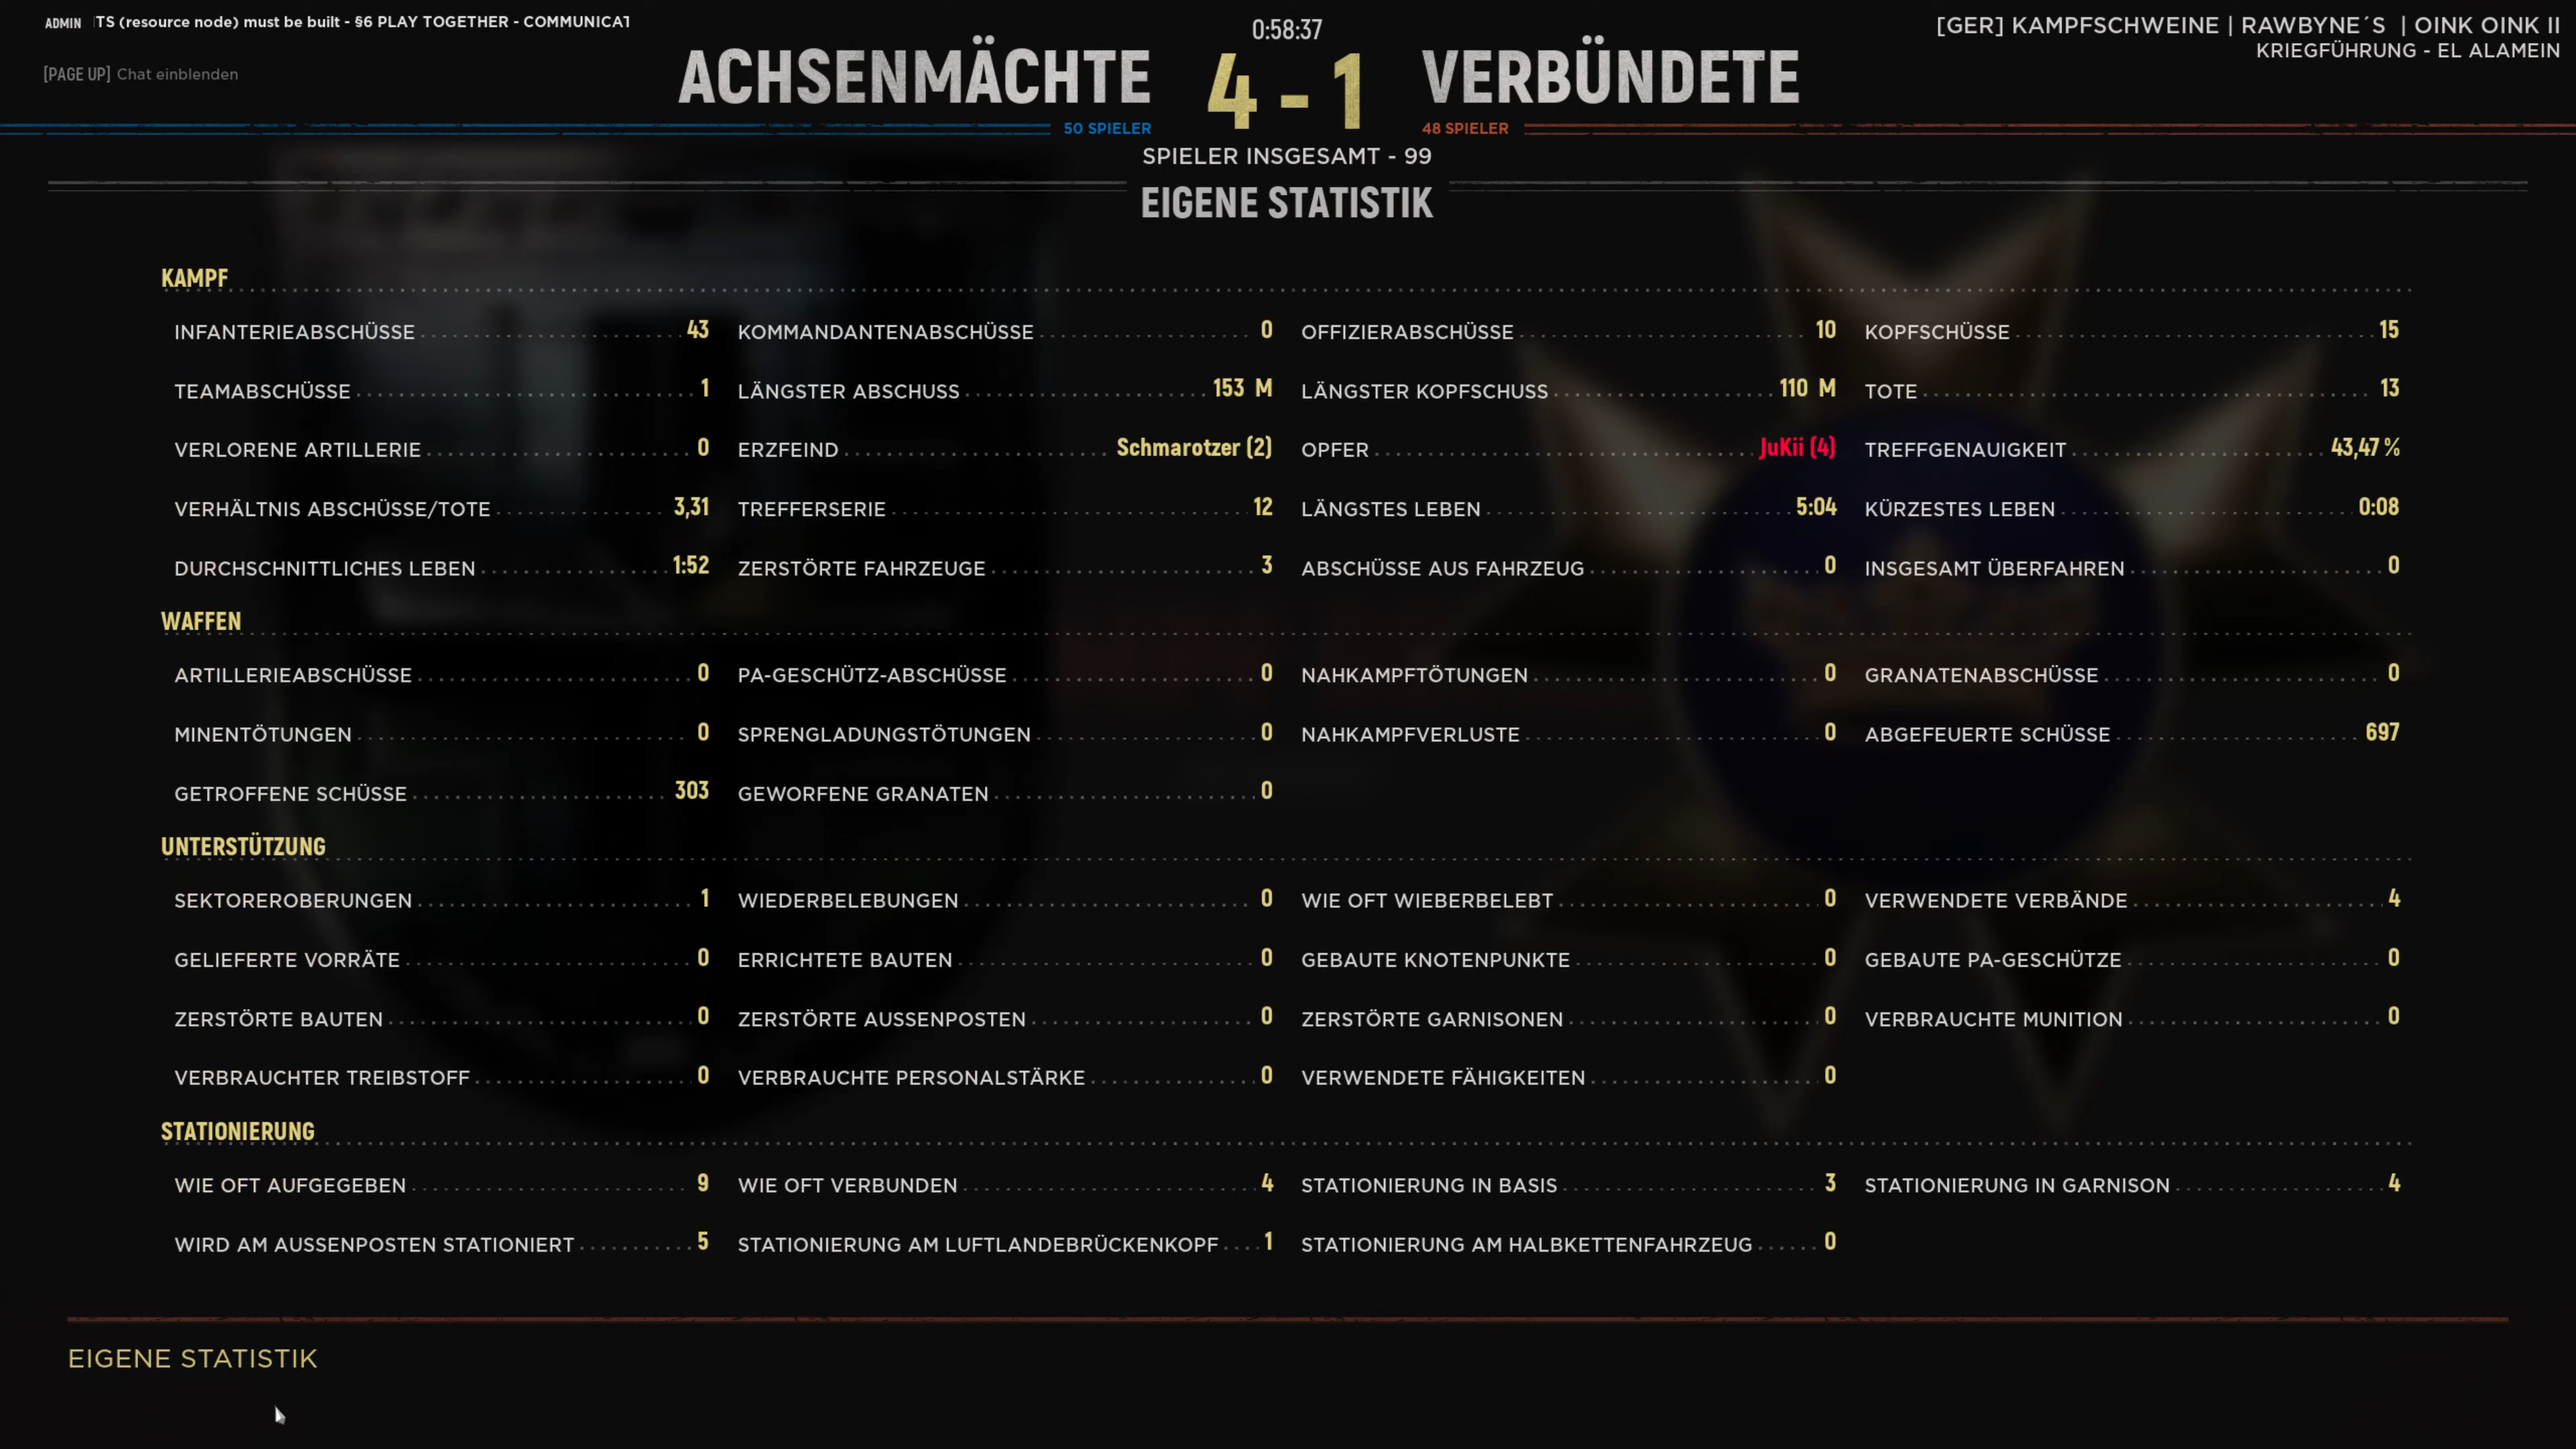 ADMIN TS (resource node) must be built - §6 PLAY TOGETHER - COMMUNICAT
[PAGE UP] Chat einblenden
0:58:37
ACHSENMÄCHTE 4 - 1 VERBÜNDETE
50 SPIELER 48 SPIELER
[GER] KAMPFSCHWEINE | RAWBYNE´S | OINK OINK II
KRIEGFÜHRUNG - EL ALAMEIN
SPIELER INSGESAMT - 99
EIGENE STATISTIK
KAMPF
INFANTERIEABSCHÜSSE 43 KOMMANDANTENABSCHÜSSE 0 OFFIZIERABSCHÜSSE 10 KOPFSCHÜSSE 15
TEAMABSCHÜSSE 1 LÄNGSTER ABSCHUSS 153 M LÄNGSTER KOPFSCHUSS 110 M TOTE 13
VERLORENE ARTILLERIE 0 ERZFEIND Schmarotzer (2) OPFER JuKii (4) TREFFGENAUIGKEIT 43,47 %
VERHÄLTNIS ABSCHÜSSE/TOTE 3,31 TREFFERSERIE 12 LÄNGSTES LEBEN 5:04 KÜRZESTES LEBEN 0:08
DURCHSCHNITTLICHES LEBEN 1:52 ZERSTÖRTE FAHRZEUGE 3 ABSCHÜSSE AUS FAHRZEUG 0 INSGESAMT ÜBERFAHREN 0
WAFFEN
ARTILLERIEABSCHÜSSE 0 PA-GESCHÜTZ-ABSCHÜSSE 0 NAHKAMPFTÖTUNGEN 0 GRANATENABSCHÜSSE 0
MINENTÖTUNGEN 0 SPRENGLADUNGSTÖTUNGEN 0 NAHKAMPFVERLUSTE 0 ABGEFEUERTE SCHÜSSE 697
GETROFFENE SCHÜSSE 303 GEWORFENE GRANATEN 0
UNTERSTÜTZUNG
SEKTOREROBERUNGEN 1 WIEDERBELEBUNGEN 0 WIE OFT WIEBERBELEBT 0 VERWENDETE VERBÄNDE 4
GELIEFERTE VORRÄTE 0 ERRICHTETE BAUTEN 0 GEBAUTE KNOTENPUNKTE 0 GEBAUTE PA-GESCHÜTZE 0
ZERSTÖRTE BAUTEN 0 ZERSTÖRTE AUSSENPOSTEN 0 ZERSTÖRTE GARNISONEN 0 VERBRAUCHTE MUNITION 0
VERBRAUCHTER TREIBSTOFF 0 VERBRAUCHTE PERSONALSTÄRKE 0 VERWENDETE FÄHIGKEITEN 0
STATIONIERUNG
WIE OFT AUFGEGEBEN 9 WIE OFT VERBUNDEN 4 STATIONIERUNG IN BASIS 3 STATIONIERUNG IN GARNISON 4
WIRD AM AUSSENPOSTEN STATIONIERT 5 STATIONIERUNG AM LUFTLANDEBRÜCKENKOPF 1 STATIONIERUNG AM HALBKETTENFAHRZEUG 0
EIGENE STATISTIK